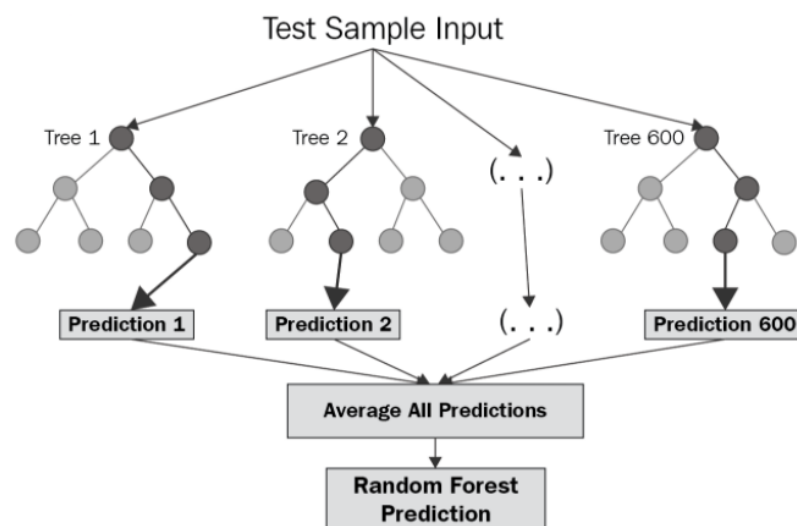 Test Sample Input
Tree 1
Tree 2
(. . .)
Tree 600
Prediction 1
Prediction 2
(. . .)
Prediction 600
Average All Predictions
Random Forest
Prediction